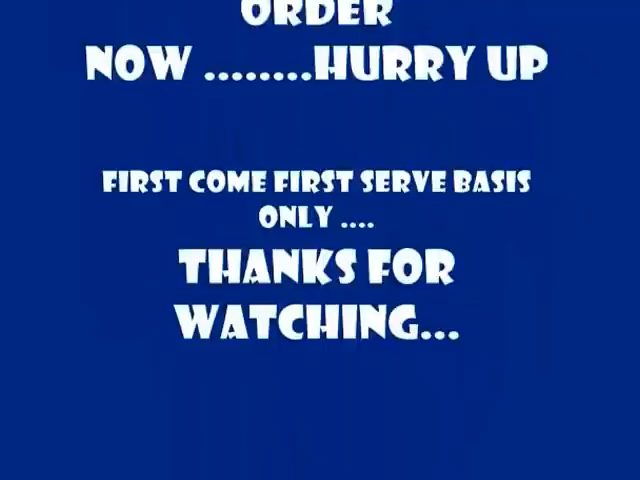 ORDER
NOW ........HURRY UP
FIRST COME FIRST SERVE BASIS
ONLY ....
THANKS FOR
WATCHING...